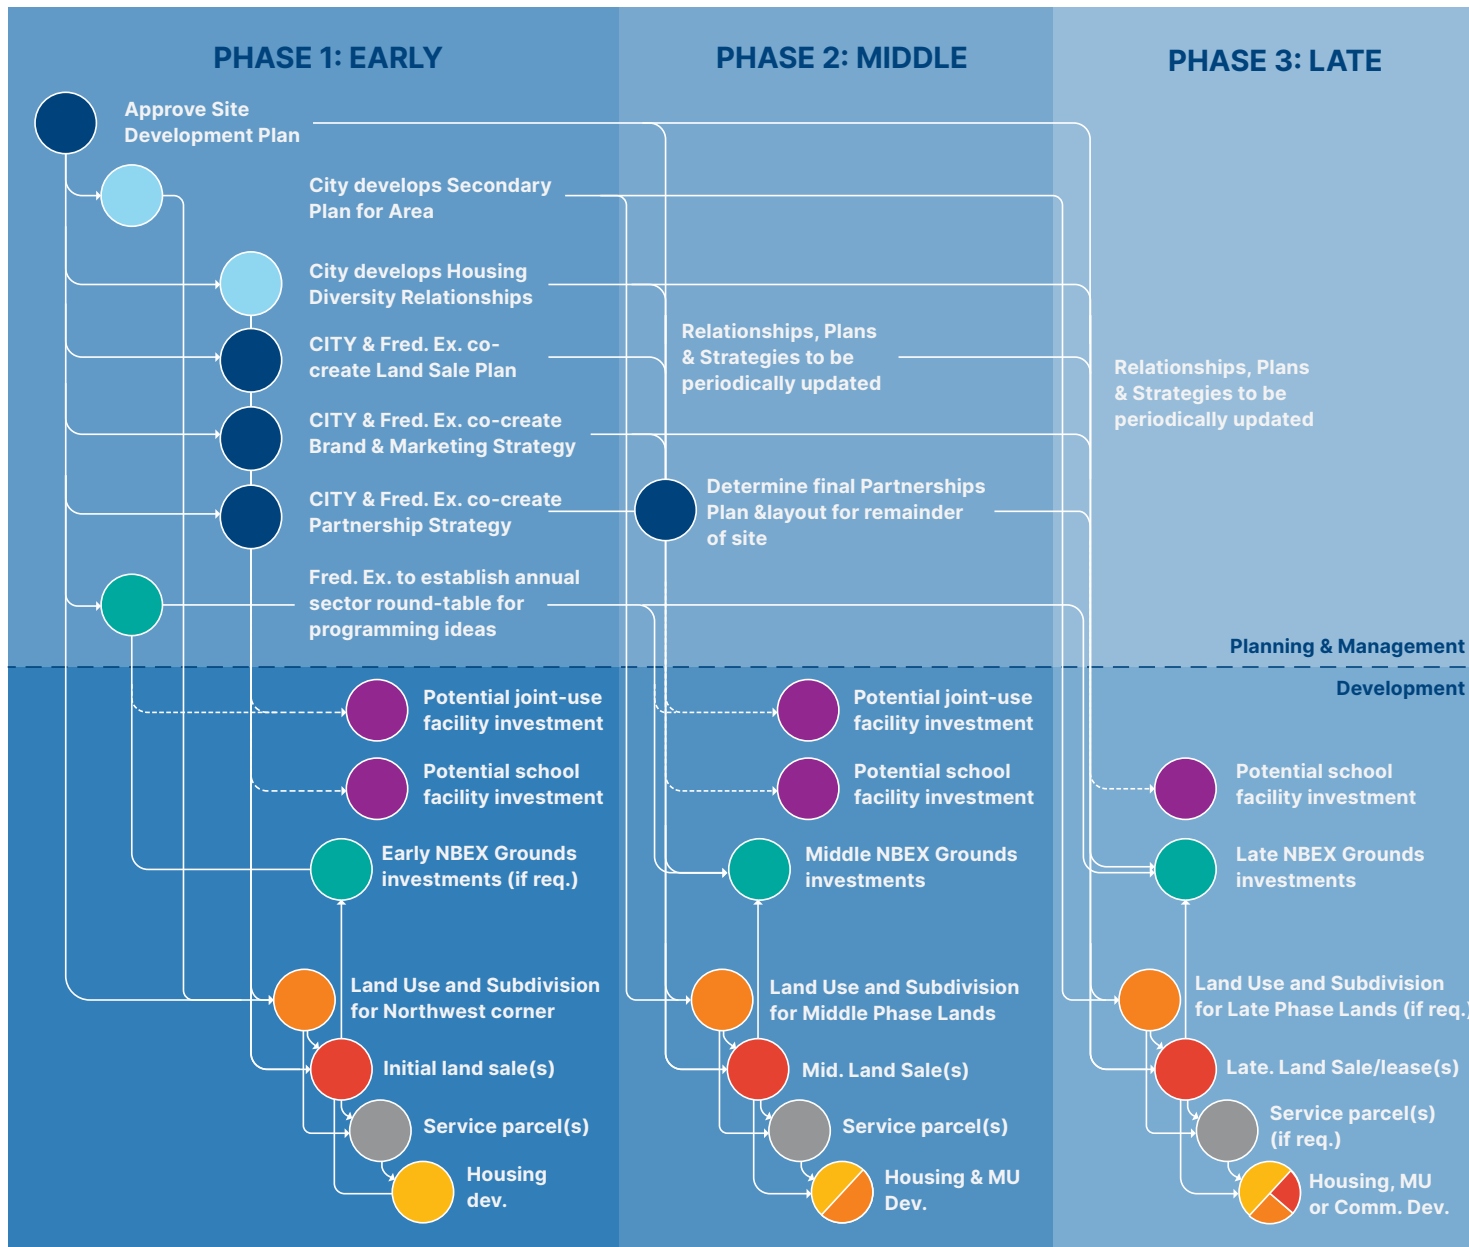 PHASE 1: EARLY
PHASE 2: MIDDLE
PHASE 3: LATE
Approve Site
Development Plan
City develops Secondary
Plan for Area
City develops Housing
Diversity Relationships
CITY & Fred. Ex. co-
create Land Sale Plan
CITY & Fred. Ex. co-create
Brand & Marketing Strategy
CITY & Fred. Ex. co-create
Partnership Strategy
Fred. Ex. to establish annual
sector round-table for
programming ideas
Relationships, Plans
& Strategies to be
periodically updated
Determine final Partnerships
Plan &layout for remainder
of site
Relationships, Plans
& Strategies to be
periodically updated
Planning & Management
Development
Potential joint-use
facility investment
Potential school
facility investment
Early NBEX Grounds
investments (if req.)
Land Use and Subdivision
for Northwest corner
Initial land sale(s)
Service parcel(s)
Housing
dev.
Potential joint-use
facility investment
Potential school
facility investment
Middle NBEX Grounds
investments
Land Use and Subdivision
for Middle Phase Lands
Mid. Land Sale(s)
Service parcel(s)
Housing & MU
Dev.
Potential school
facility investment
Late NBEX Grounds
investments
Land Use and Subdivision
for Late Phase Lands (if req.)
Late. Land Sale/lease(s)
Service parcel(s)
(if req.)
Housing, MU
or Comm. Dev.